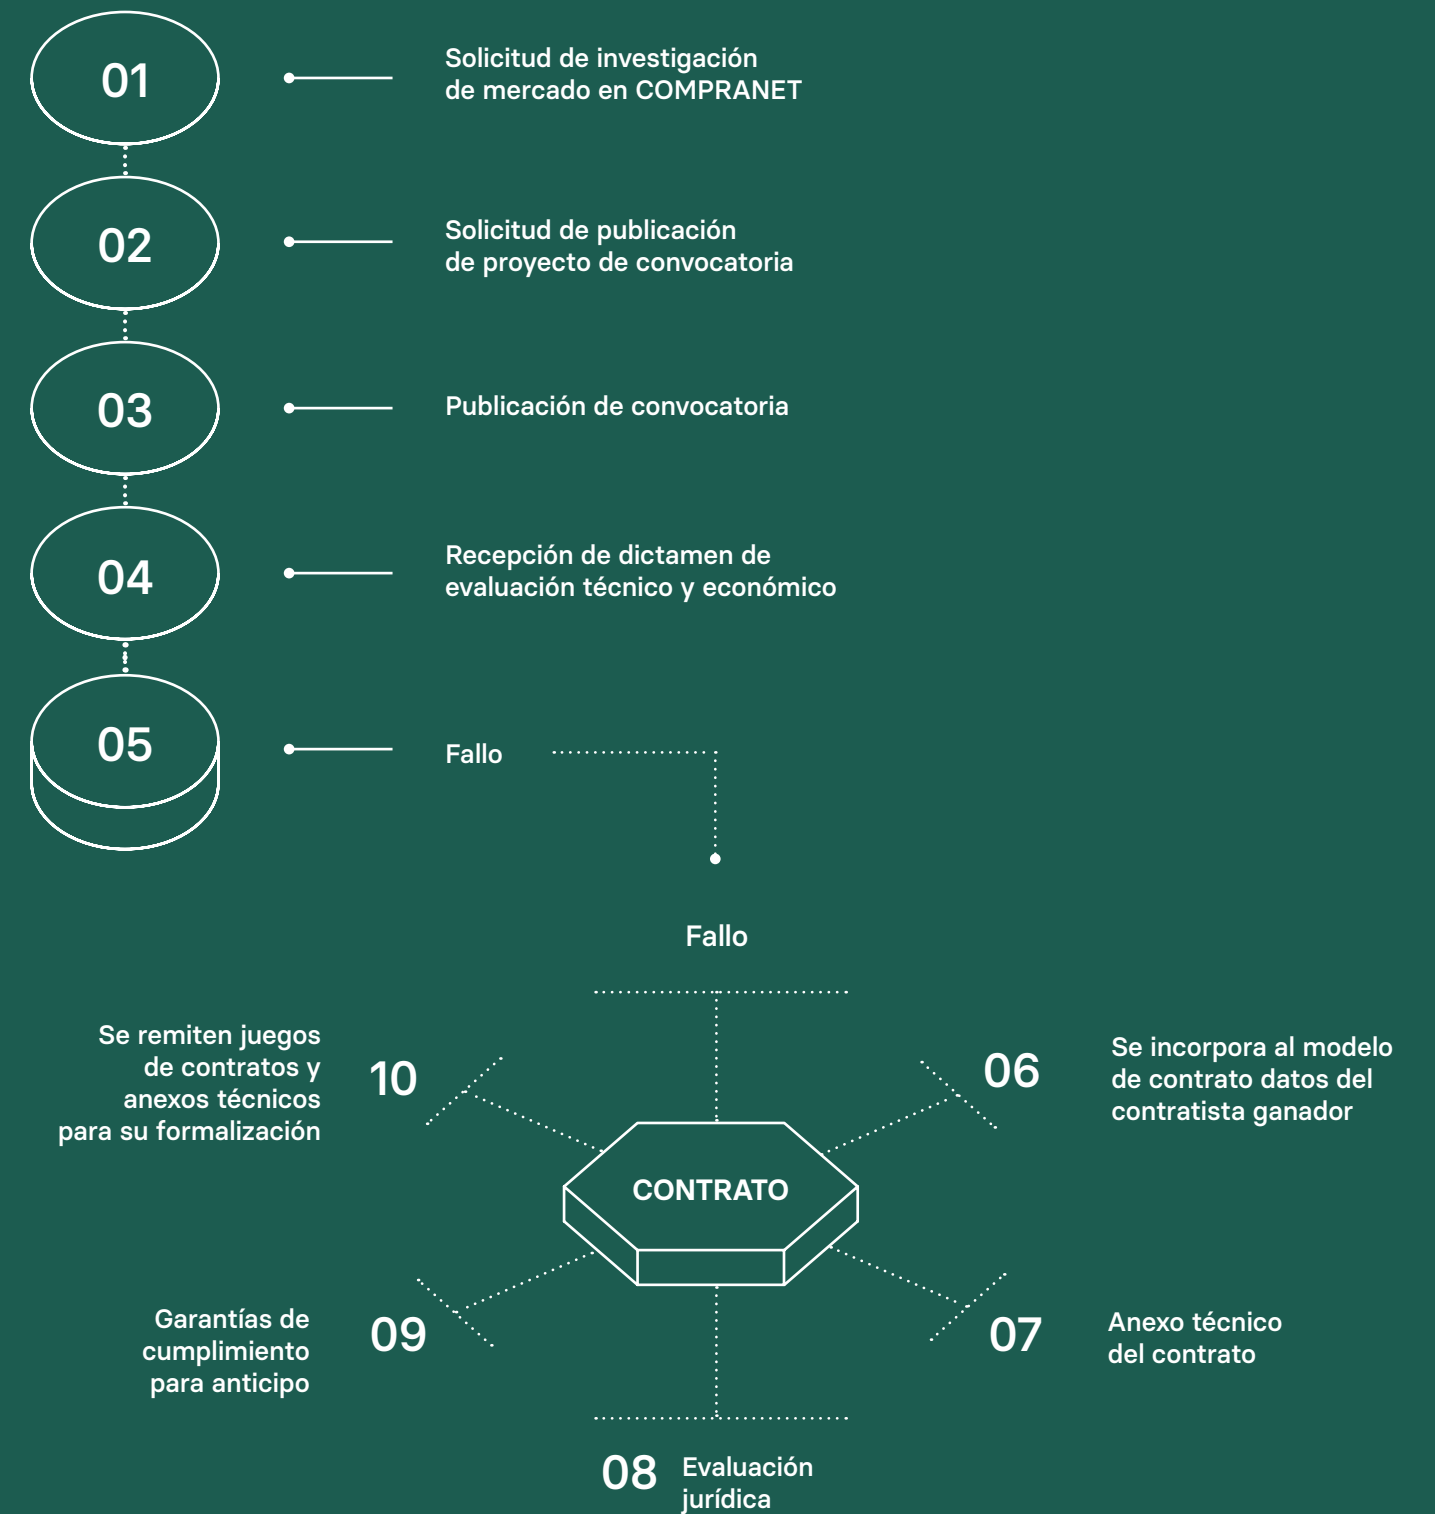 01
Solicitud de investigación
de mercado en COMPRANET
02
Solicitud de publicación
de proyecto de convocatoria
03
Publicación de convocatoria
04
Recepción de dictamen de
evaluación técnico y económico
05
Fallo
Fallo
CONTRATO
06
Se incorpora al modelo
de contrato datos del
contratista ganador
07
Anexo técnico
del contrato
08
Evaluación
jurídica
09
Garantías de
cumplimiento
para anticipo
10
Se remiten juegos
de contratos y
anexos técnicos
para su formalización